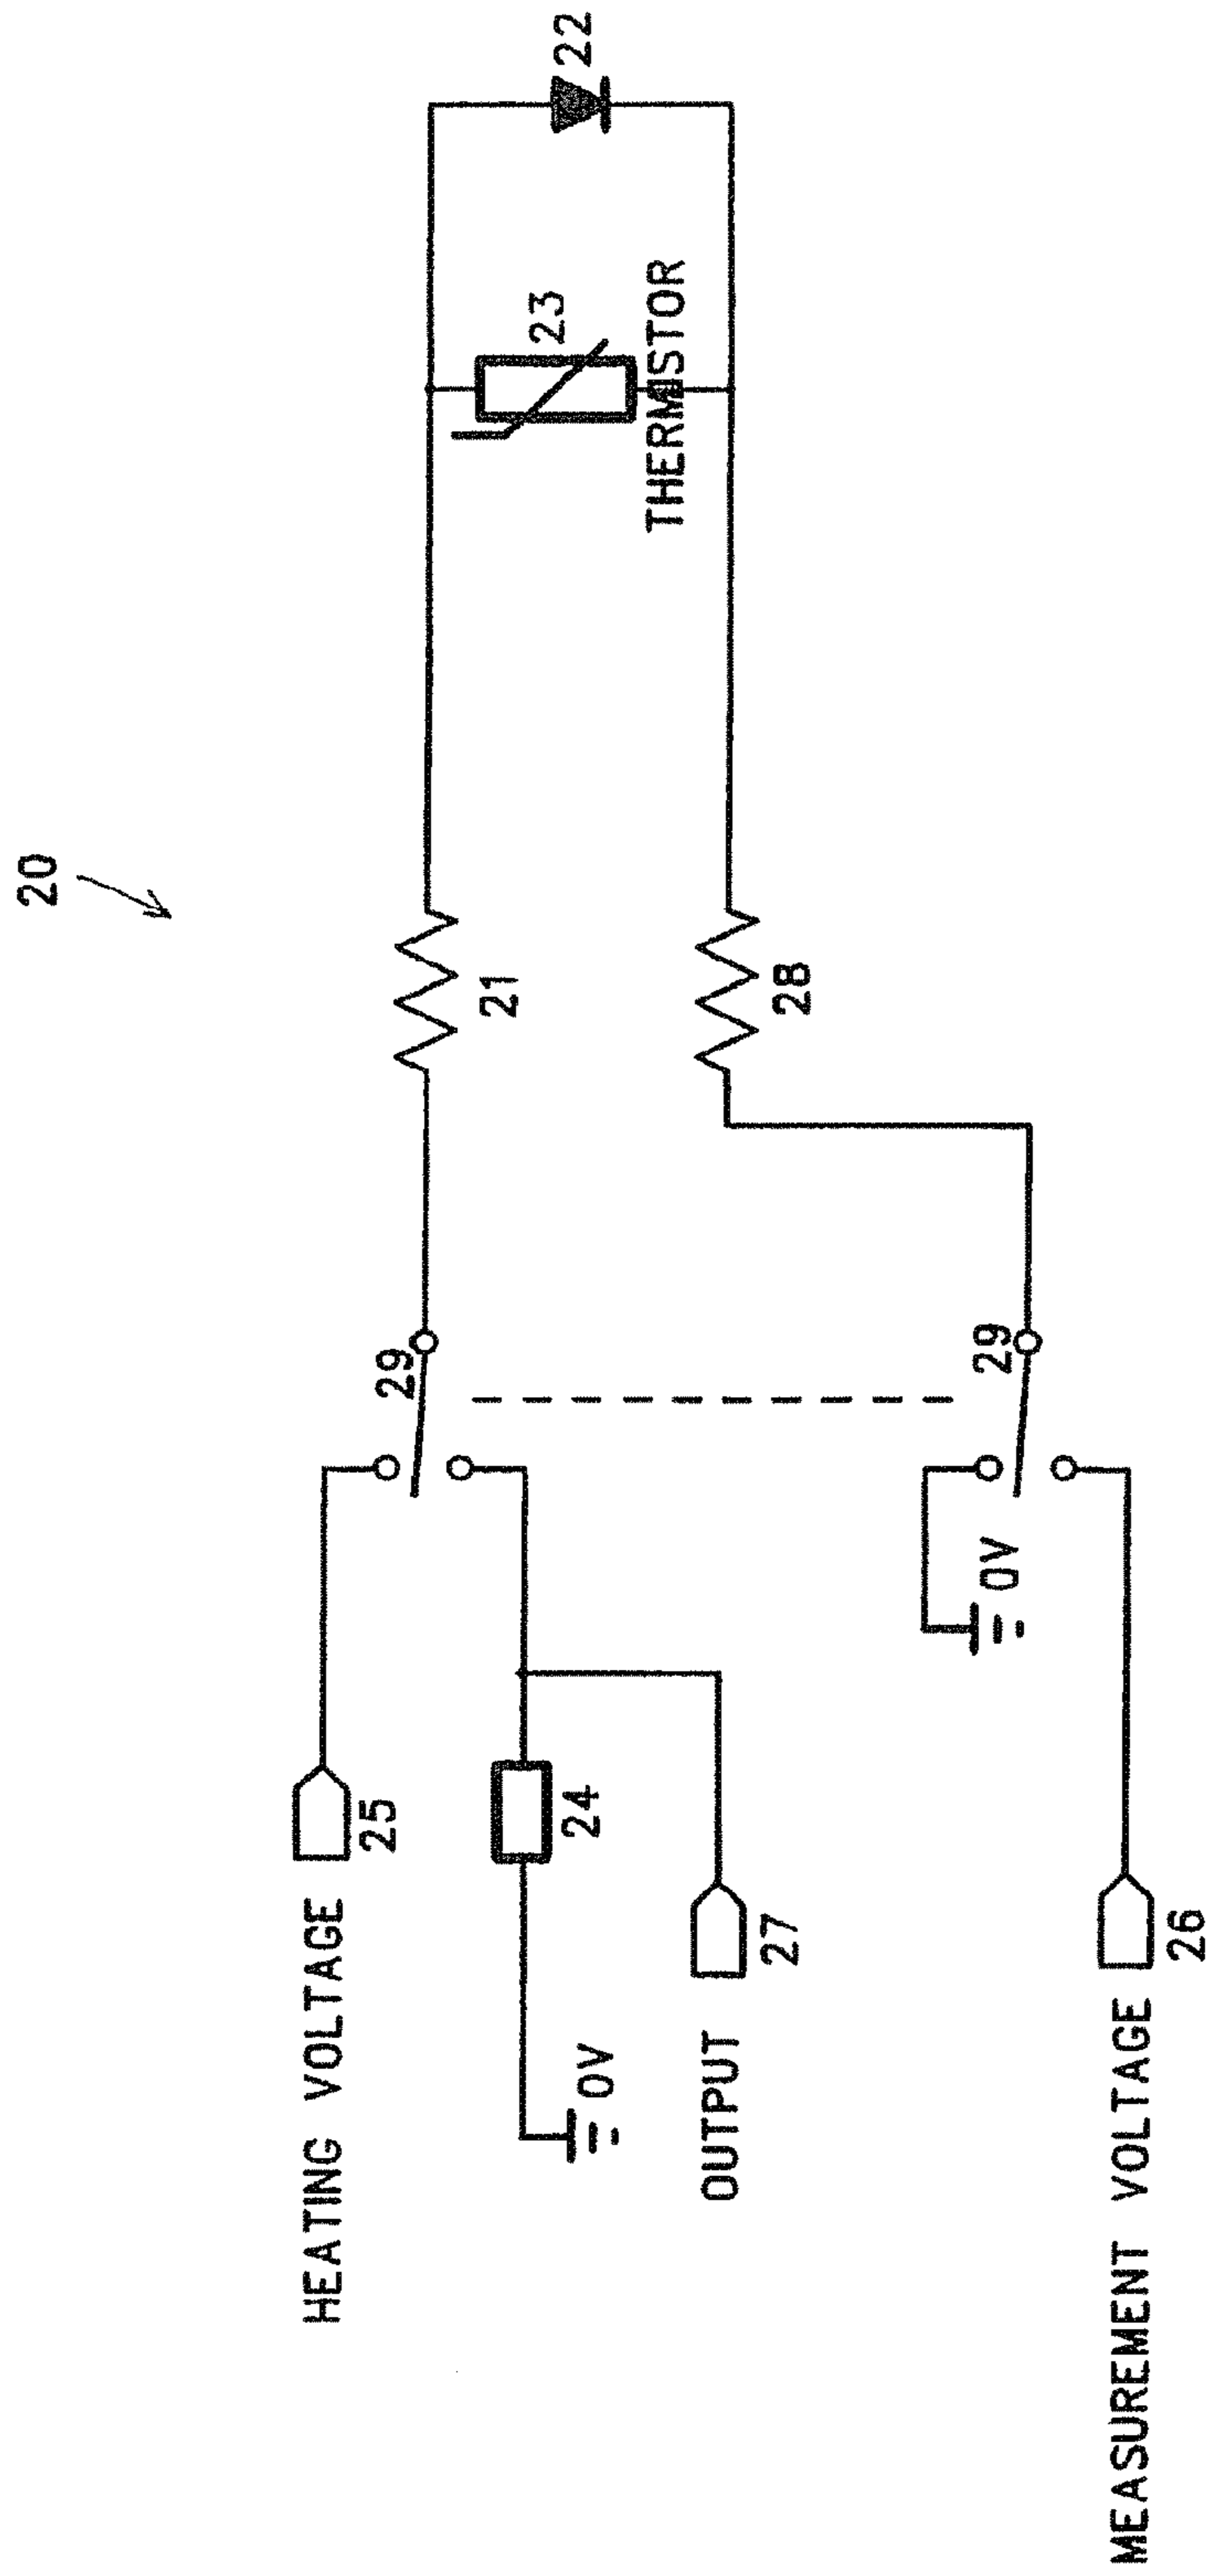 20
29
21
22
23
THERMISTOR
25
HEATING VOLTAGE
24
0V
28
27
OUTPUT
29
0V
26
MEASUREMENT VOLTAGE